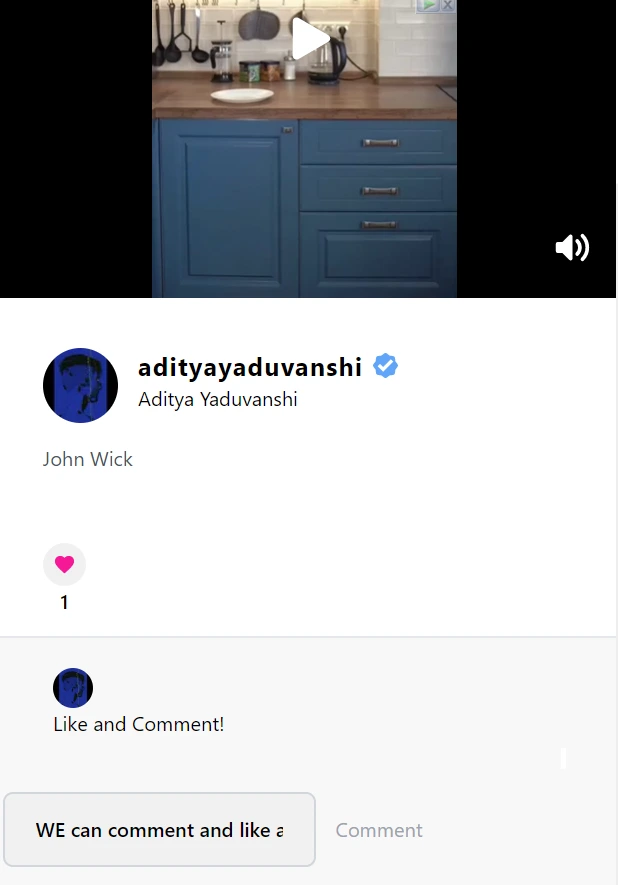 adityayaduvanshi
Aditya Yaduvanshi
John Wick
1
Like and Comment!
WE can comment and like a
Comment